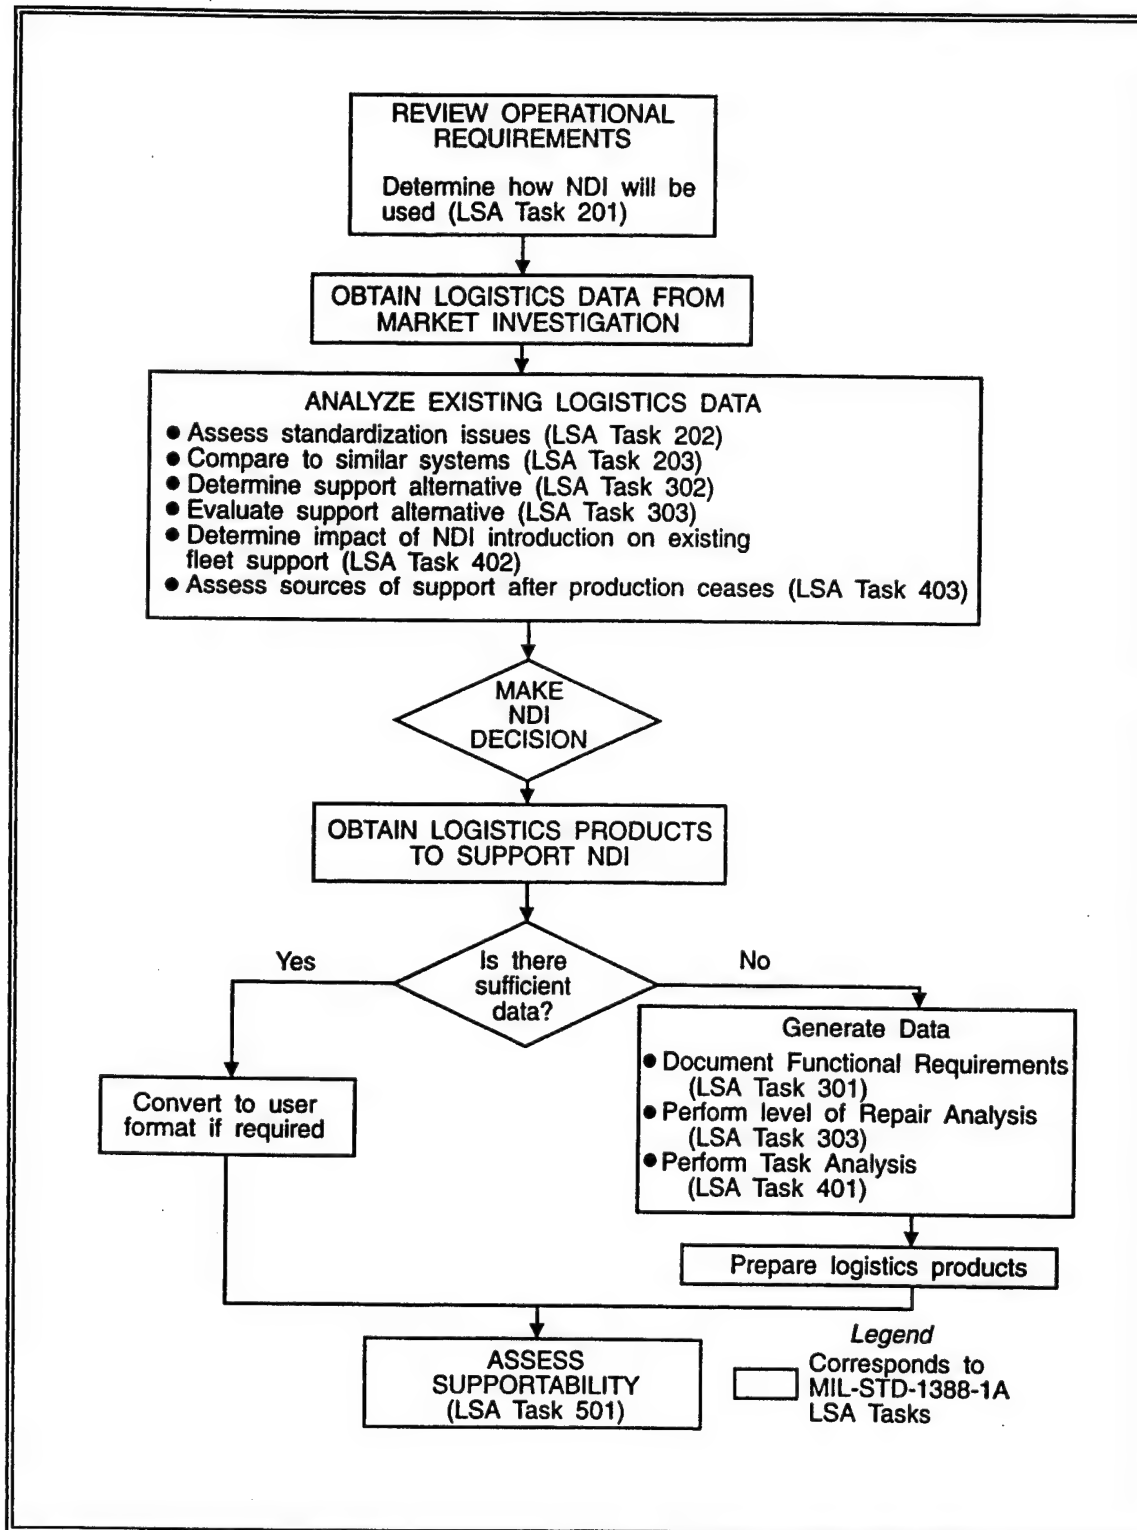 REVIEW OPERATIONAL
REQUIREMENTS
Determine how NDI will be
used (LSA Task 201)
OBTAIN LOGISTICS DATA FROM
MARKET INVESTIGATION
ANALYZE EXISTING LOGISTICS DATA
● Assess standardization issues (LSA Task 202)
● Compare to similar systems (LSA Task 203)
● Determine support alternative (LSA Task 302)
● Evaluate support alternative (LSA Task 303)
● Determine impact of NDI introduction on existing
fleet support (LSA Task 402)
● Assess sources of support after production ceases (LSA Task 403)
MAKE
NDI
DECISION
OBTAIN LOGISTICS PRODUCTS
TO SUPPORT NDI
Is there
sufficient
data?
Yes
No
Convert to user
format if required
Generate Data
● Document Functional Requirements
(LSA Task 301)
● Perform level of Repair Analysis
(LSA Task 303)
● Perform Task Analysis
(LSA Task 401)
Prepare logistics products
ASSESS
SUPPORTABILITY
(LSA Task 501)
Legend
Corresponds to
MIL-STD-1388-1A
LSA Tasks